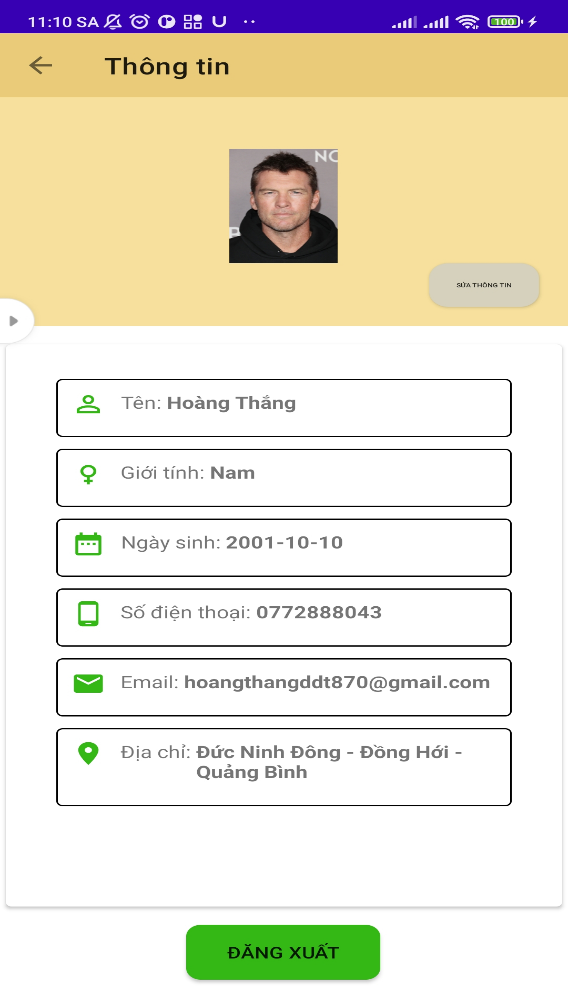 11:10 SA
100
Thông tin
NO
P
SỬA THÔNG TIN
Tên: Hoàng Thắng
Giới tính: Nam
Ngày sinh: 2001-10-10
Số điện thoại: 0772888043
Email: hoangthangddt870@gmail.com
Địa chỉ: Đức Ninh Đông - Đồng Hới -
Quảng Bình
ĐĂNG XUẤT